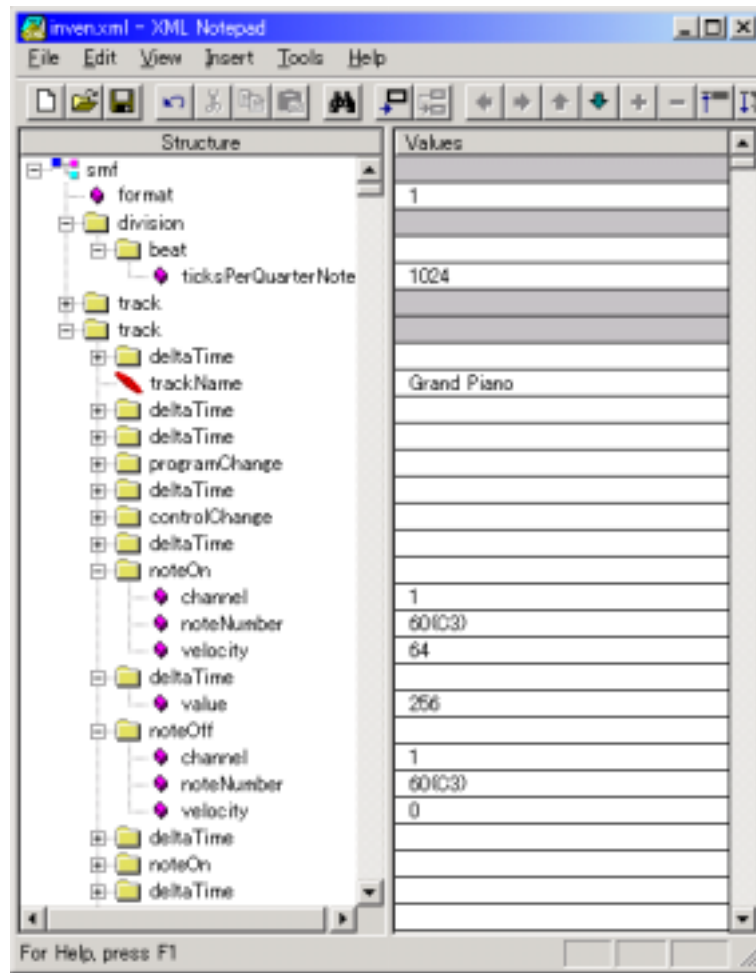 inven.xml - XML Notepad
File Edit View Insert Tools Help
Structure Values
smf
format 1
division
beat
ticksPerQuarterNote 1024
track
track
deltaTime
trackName Grand Piano
deltaTime
deltaTime
programChange
deltaTime
controlChange
deltaTime
noteOn
channel 1
noteNumber 60(C3)
velocity 64
deltaTime
value 256
noteOff
channel 1
noteNumber 60(C3)
velocity 0
deltaTime
noteOn
deltaTime
For Help, press F1